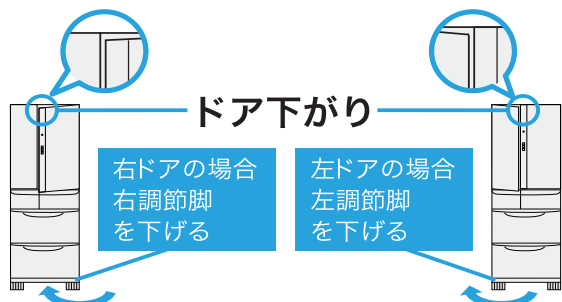 ドア下がり
右ドアの場合
右調節脚
を下げる
左ドアの場合
左調節脚
を下げる